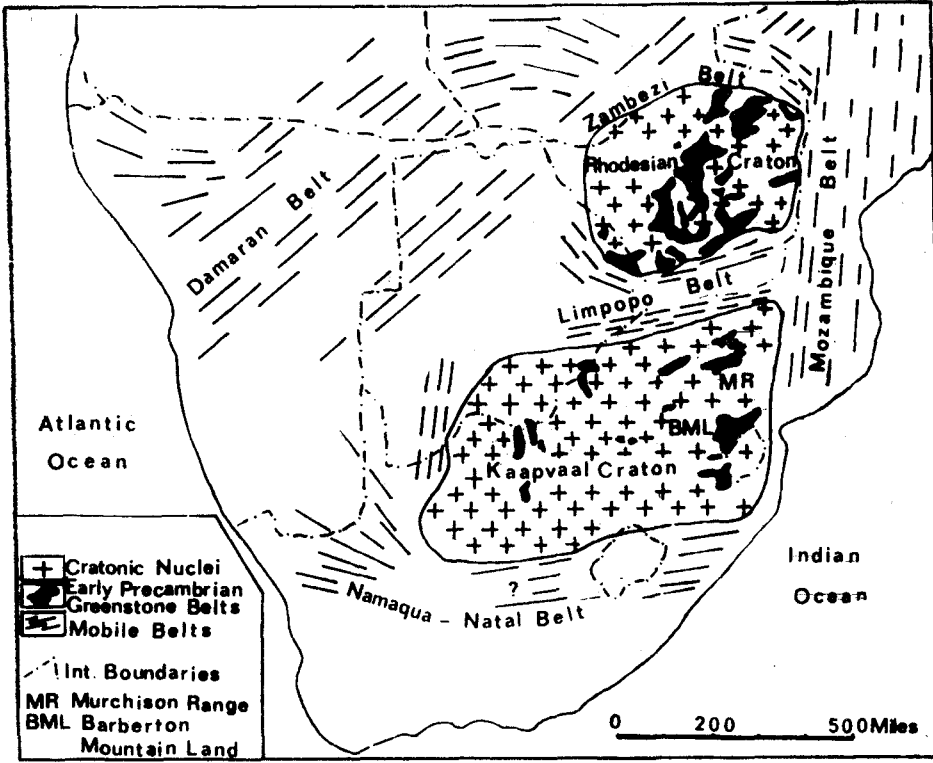 Zambezi Belt
Rhodesian Craton
Mozambique Belt
Damaran Belt
Limpopo Belt
MR
BML
Kaapvaal Craton
Atlantic
Ocean
Indian
Ocean
?
Namaqua - Natal Belt
Cratonic Nuclei
Early Precambrian
Greenstone Belts
Mobile Belts
Int. Boundaries
MR Murchison Range
BML Barberton
Mountain Land
0 200 500 Miles